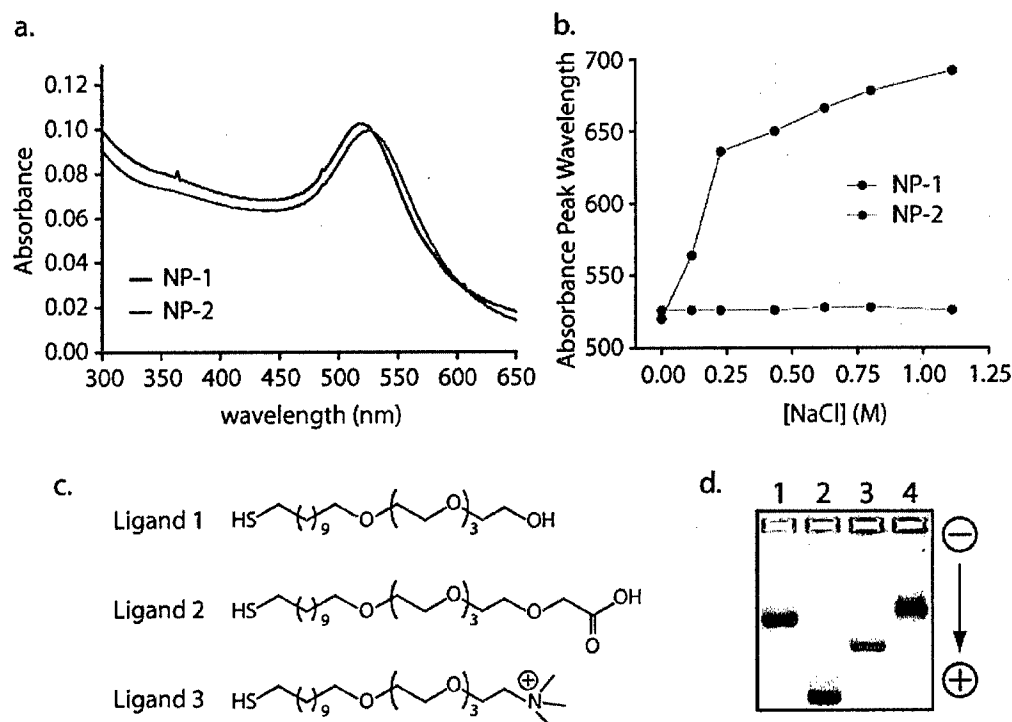 a.
Absorbance
0.12
0.10
0.08
0.06
0.04
0.02
0.00
NP-1
NP-2
300 350 400 450 500 550 600 650
wavelength (nm)
b.
Absorbance Peak Wavelength
700
650
600
550
500
NP-1
NP-2
0.00 0.25 0.50 0.75 1.00 1.25
[NaCl] (M)
c.
Ligand 1 HS ( )9 O ( O )3 OH
Ligand 2 HS ( )9 O ( O )3 O OH
O
Ligand 3 HS ( )9 O ( O )3 N ⊕
d.
1 2 3 4
−
+